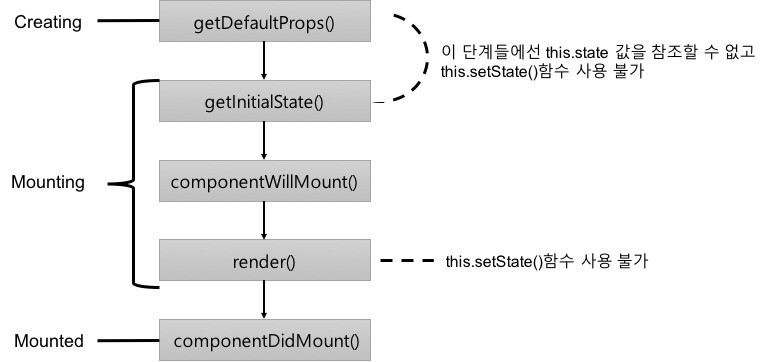 Creating
getDefaultProps()
이 단계들에선 this.state 값을 참조할 수 없고
this.setState()함수 사용 불가
getInitialState()
Mounting
componentWillMount()
render()
this.setState()함수 사용 불가
Mounted
componentDidMount()